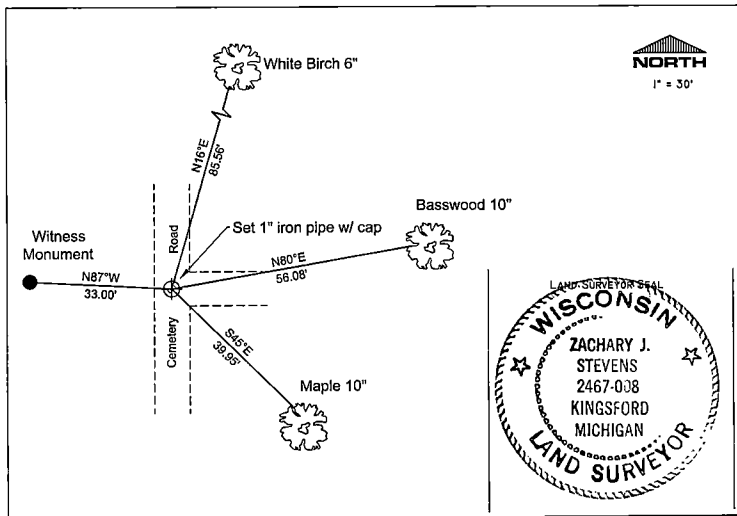 White Birch 6"
NORTH
1" = 30'
N16°E
85.56'
Basswood 10"
Set 1" iron pipe w/ cap
Road
Witness
Monument
N80°E
56.08'
N87°W
33.00'
Cemetery
S45°E
39.95'
Maple 10"
LAND SURVEYOR SEAL
WISCONSIN
ZACHARY J.
STEVENS
2467-008
KINGSFORD
MICHIGAN
LAND SURVEYOR